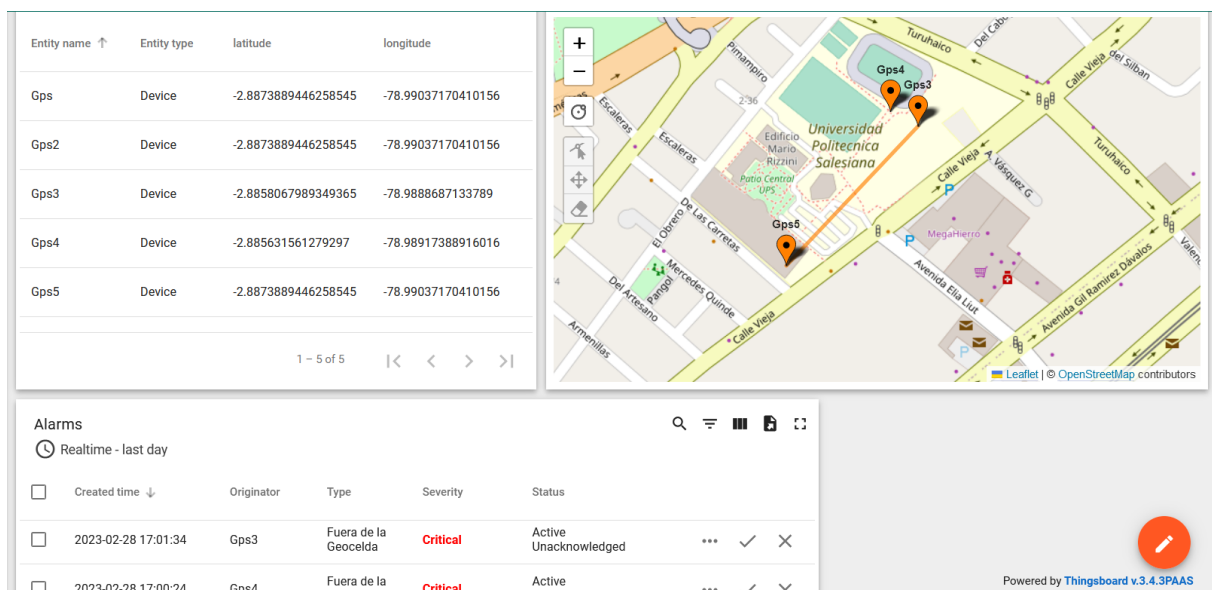 Entity name ↑ Entity type latitude longitude
Gps Device -2.8873889446258545 -78.99037170410156
Gps2 Device -2.8873889446258545 -78.99037170410156
Gps3 Device -2.8858067989349365 -78.9888687133789
Gps4 Device -2.885631561279297 -78.98917388916016
Gps5 Device -2.8873889446258545 -78.99037170410156
1 – 5 of 5
+
−
Turuhaico
Pimampiro
Calle Vieja
del Silban
Gps4
Gps3
2-36
Escaleras
Escaleras
Edificio
Mario
Rizzini
Universidad
Politecnica
Salesiana
Patio Central
UPS
Calle Vieja
A. Vásquez G
Turuhaico
P
De Las Carretas
Gps5
El Obrero
P
MegaHierro
Mercedes Quinde
Pangol
Del Artesano
Avenida Elia Liut
Avenida Gil Ramirez Dávalos
Armenillas
Calle Vieja
P
Leaflet | © OpenStreetMap contributors
Alarms
Realtime - last day
Created time ↓ Originator Type Severity Status
2023-02-28 17:01:34 Gps3 Fuera de la Geocelda Critical Active Unacknowledged
2023-02-28 17:00:24 Gps4 Fuera de la Critical Active
Powered by Thingsboard v.3.4.3PAAS